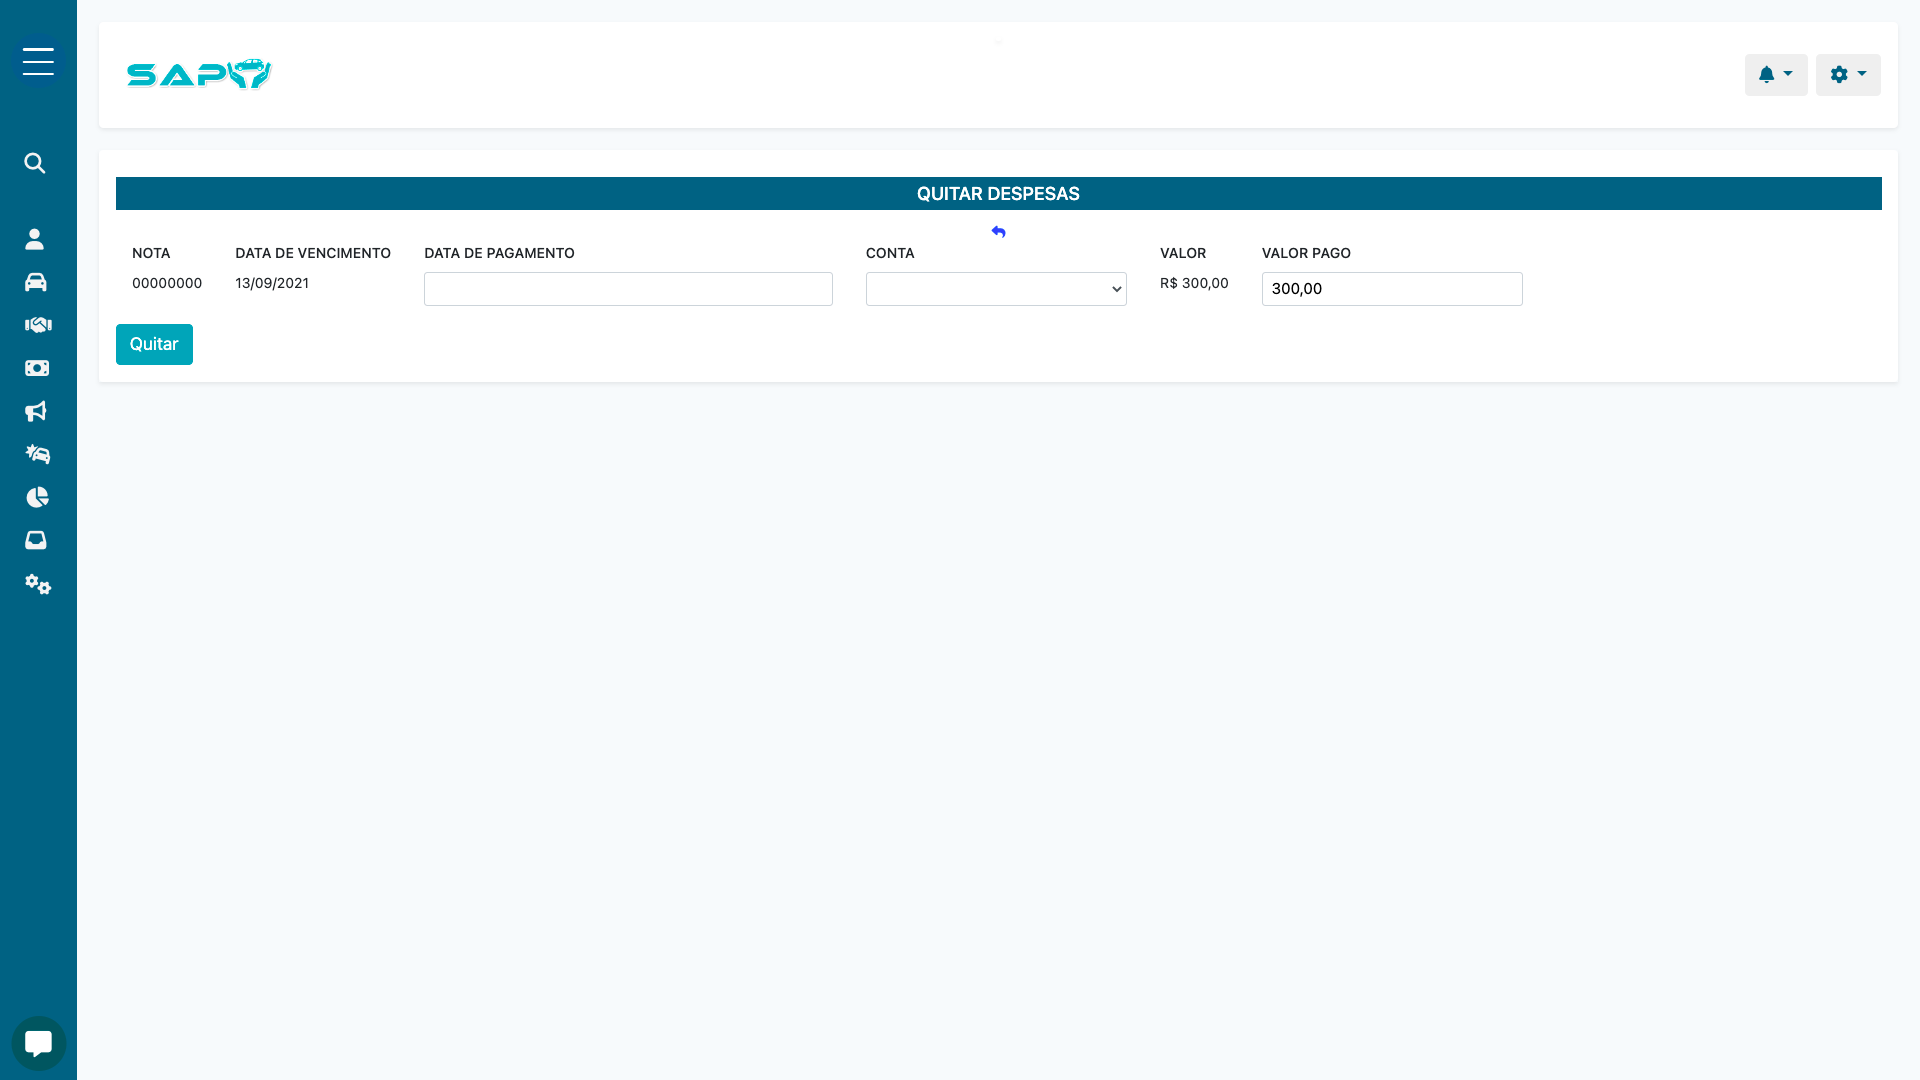 SAPY
QUITAR DESPESAS
NOTA DATA DE VENCIMENTO DATA DE PAGAMENTO CONTA VALOR VALOR PAGO
00000000 13/09/2021 R$ 300,00 300,00
Quitar